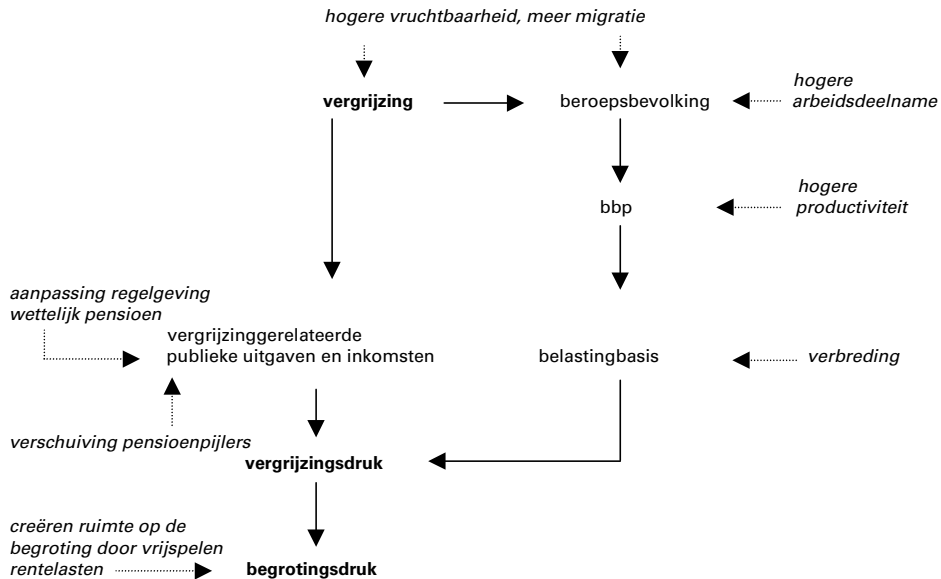 hogere vruchtbaarheid, meer migratie
vergrijzing
beroepsbevolking
hogere
arbeidsdeelname
bbp
hogere
productiviteit
aanpassing regelgeving
wettelijk pensioen
vergrijzinggerelateerde
publieke uitgaven en inkomsten
belastingbasis
verbreding
verschuiving pensioenpijlers
vergrijzingsdruk
creëren ruimte op de
begroting door vrijspelen
rentelasten
begrotingsdruk